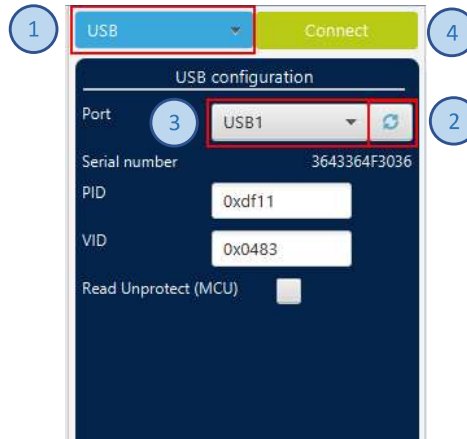 1 USB Connect 4
USB configuration
Port 3 USB1 2
Serial number 3643364F3036
PID 0xdf11
VID 0x0483
Read Unprotect (MCU)